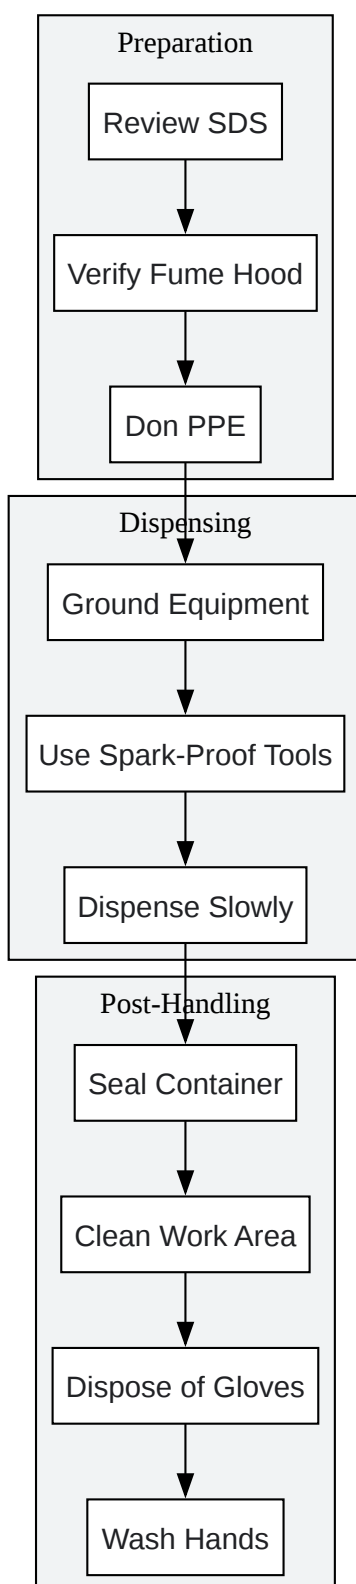 Preparation
Review SDS
Verify Fume Hood
Don PPE
Dispensing
Ground Equipment
Use Spark-Proof Tools
Dispense Slowly
Post-Handling
Seal Container
Clean Work Area
Dispose of Gloves
Wash Hands